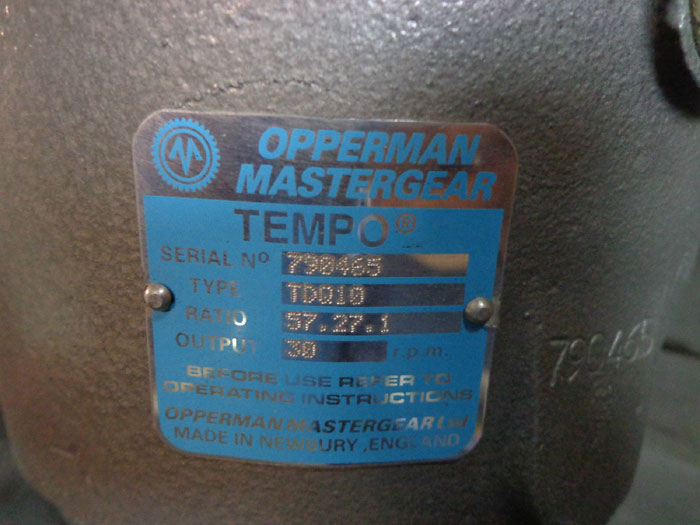 OPPERMAN
MASTERGEAR
TEMPO®
SERIAL Nº 790465
TYPE TDQ10
RATIO 57.27.1
OUTPUT 30 r.p.m.
BEFORE USE REFER TO
OPERATING INSTRUCTIONS
OPPERMAN MASTERGEAR Ltd
MADE IN NEWBURY, ENGLAND
790465